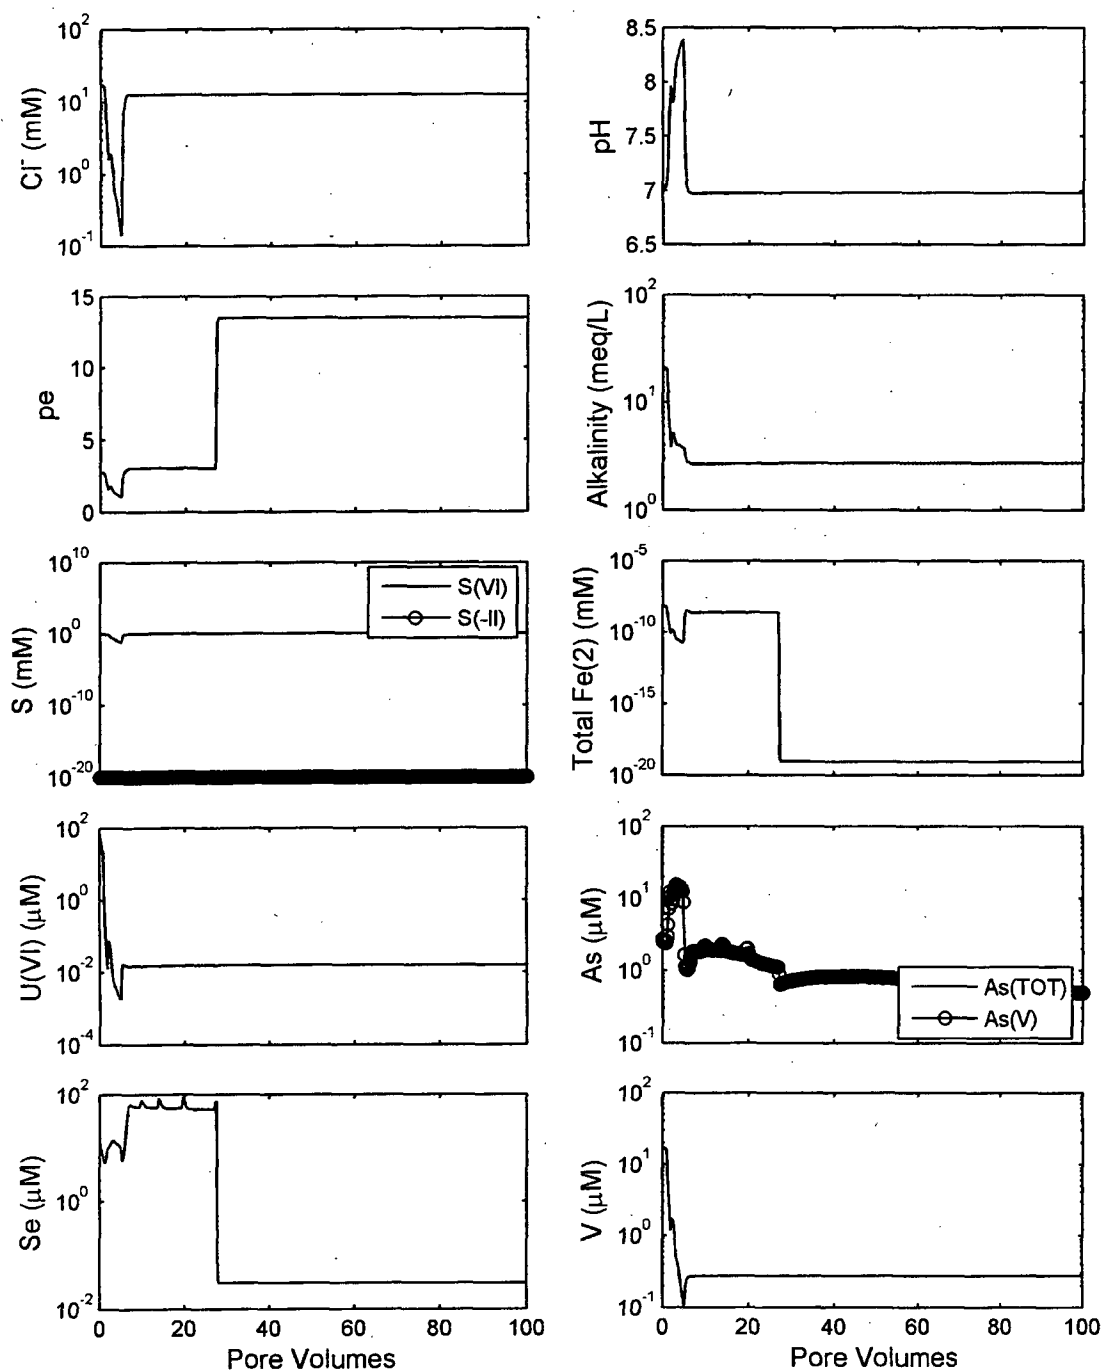 10^2
10^1
10^0
10^-1
Cl^- (mM)
8.5
8
7.5
7
6.5
pH
15
10
5
0
pe
10^2
10^1
10^0
Alkalinity (meq/L)
10^10
10^0
10^-10
10^-20
S (mM)
S(VI)
S(-II)
10^-5
10^-10
10^-15
10^-20
Total Fe(2) (mM)
10^2
10^0
10^-2
10^-4
U(VI) (μM)
10^2
10^1
10^0
10^-1
As (μM)
As(TOT)
As(V)
10^2
10^0
10^-2
Se (μM)
0 20 40 60 80 100
Pore Volumes
10^2
10^1
10^0
10^-1
V (μM)
0 20 40 60 80 100
Pore Volumes